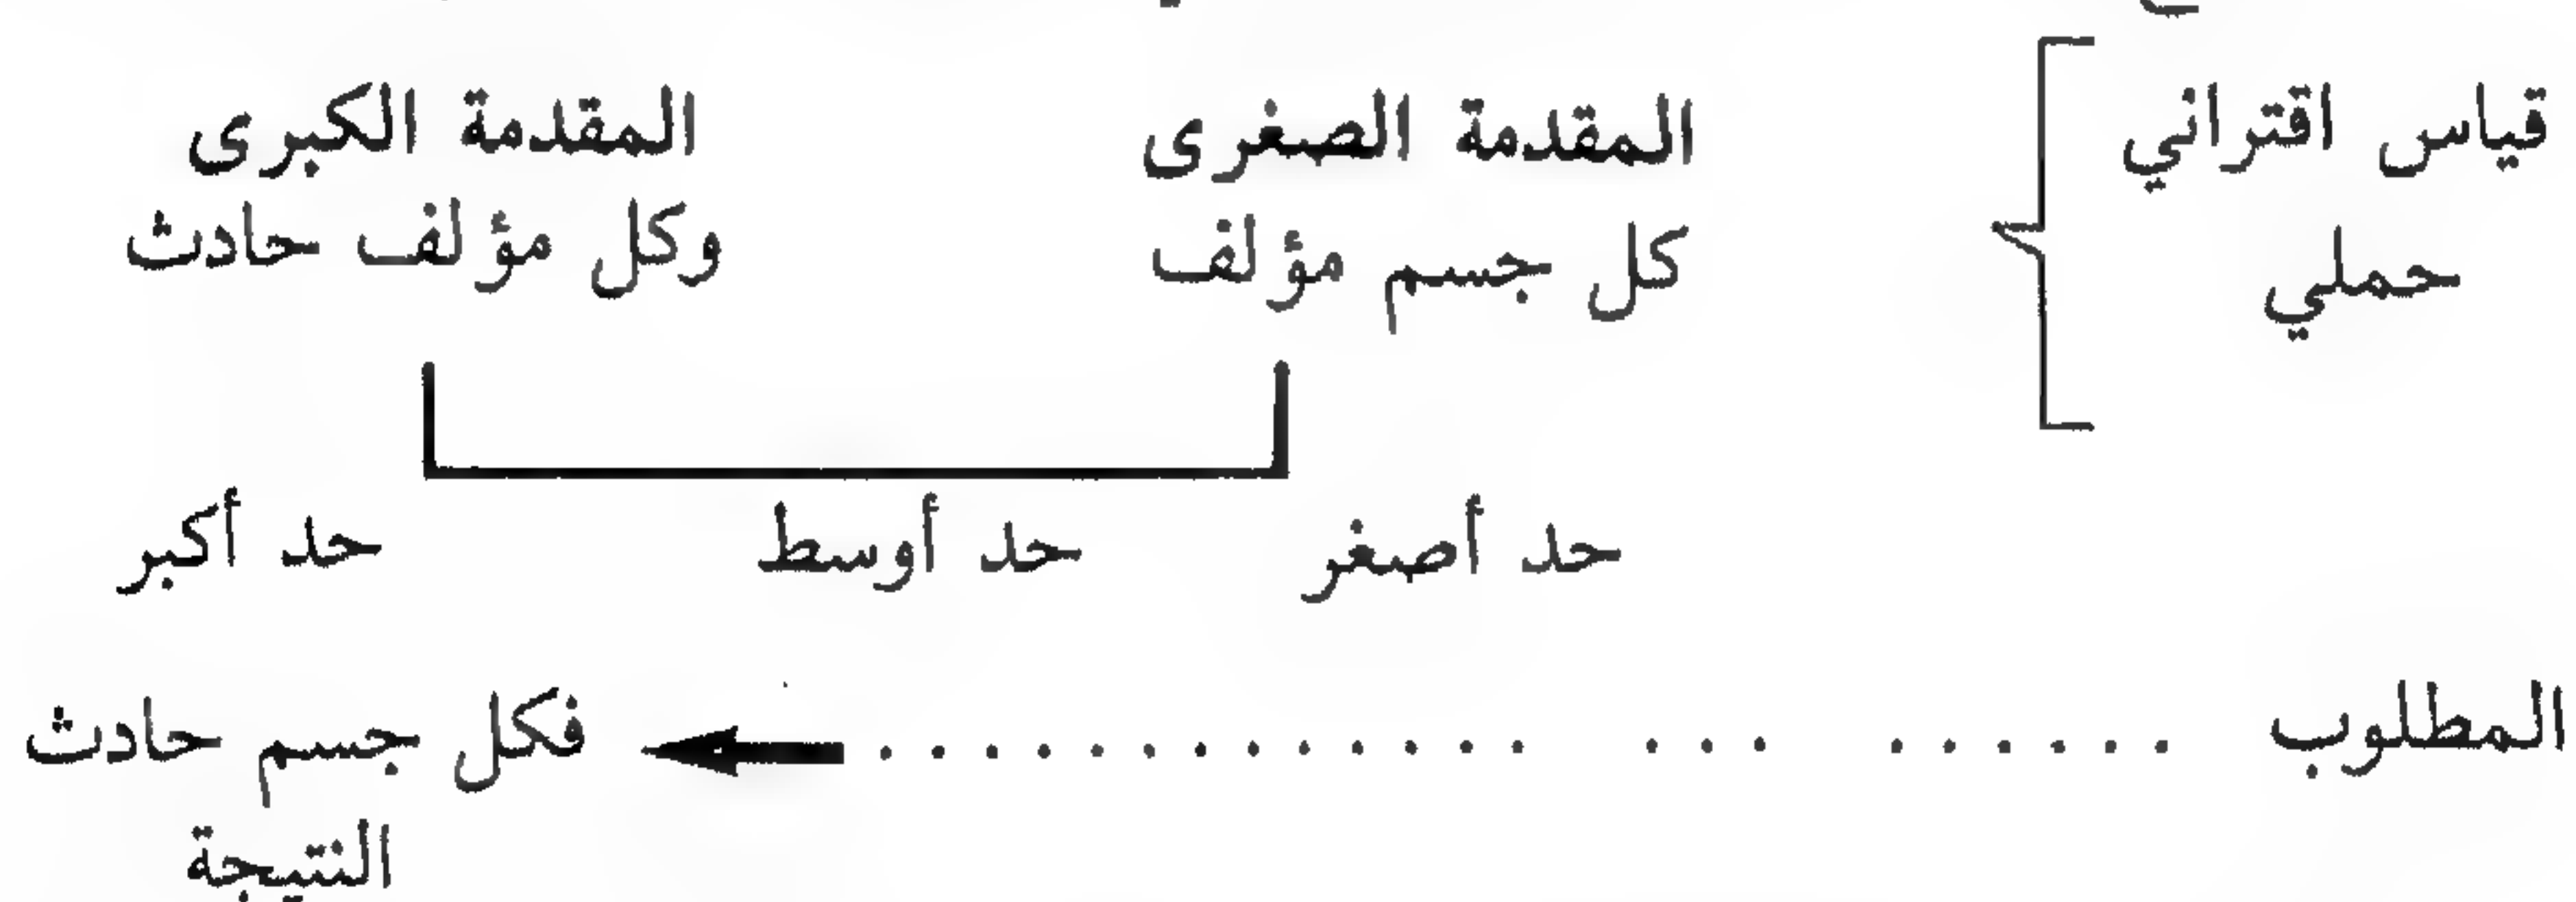 قياس اقتراني
حملي
المقدمة الصغرى
كل جسم مؤلف
المقدمة الكبرى
وكل مؤلف حادث
حد أصغر
حد أوسط
حد أكبر
المطلوب . . . . . . . . . . . . . . . . . . . . . . فكل جسم حادث
النتيجة